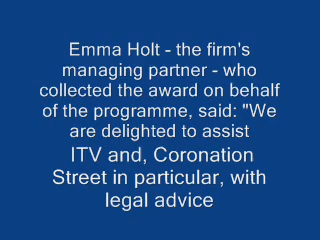 Emma Holt - the firm's
managing partner - who
collected the award on behalf
of the programme, said: "We
are delighted to assist
ITV and, Coronation
Street in particular, with
legal advice